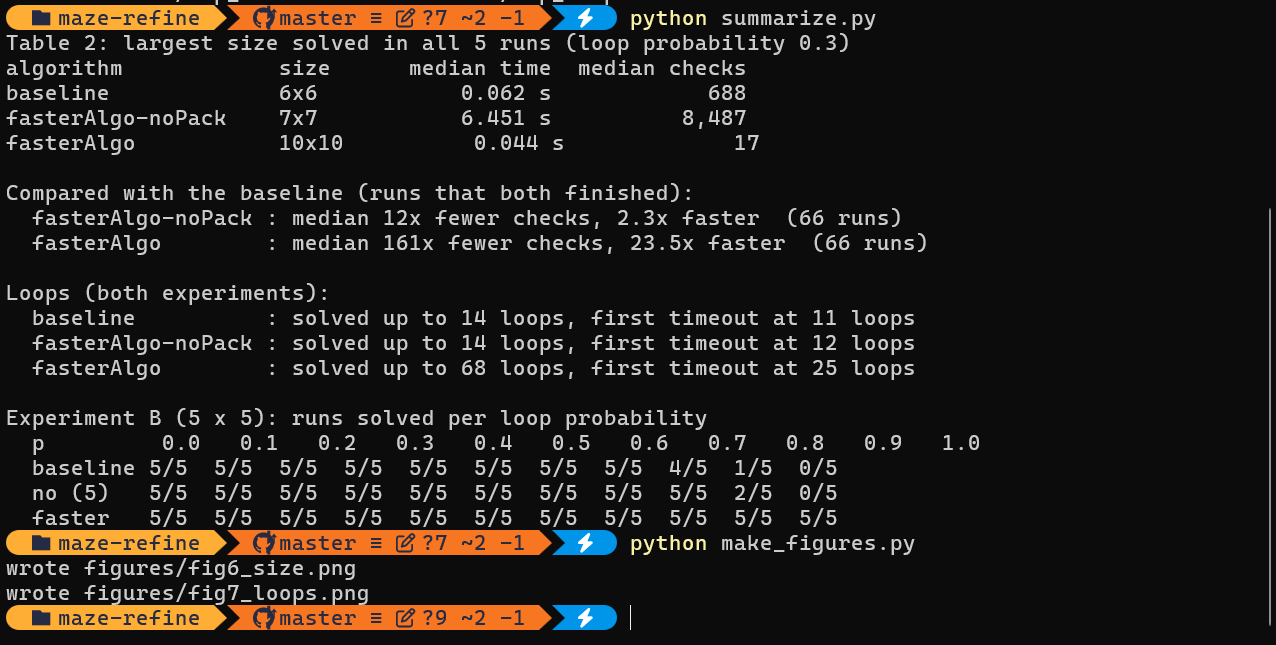 maze-refine master ≡ ?7 ~2 -1 python summarize.py
Table 2: largest size solved in all 5 runs (loop probability 0.3)
algorithm            size      median time  median checks
baseline             6x6           0.062 s            688
fasterAlgo-noPack    7x7           6.451 s          8,487
fasterAlgo           10x10          0.044 s             17

Compared with the baseline (runs that both finished):
  fasterAlgo-noPack : median 12x fewer checks, 2.3x faster  (66 runs)
  fasterAlgo        : median 161x fewer checks, 23.5x faster  (66 runs)

Loops (both experiments):
  baseline          : solved up to 14 loops, first timeout at 11 loops
  fasterAlgo-noPack : solved up to 14 loops, first timeout at 12 loops
  fasterAlgo        : solved up to 68 loops, first timeout at 25 loops

Experiment B (5 x 5): runs solved per loop probability
  p         0.0   0.1   0.2   0.3   0.4   0.5   0.6   0.7   0.8   0.9   1.0
  baseline 5/5  5/5  5/5  5/5  5/5  5/5  5/5  5/5  4/5  1/5  0/5
  no (5)   5/5  5/5  5/5  5/5  5/5  5/5  5/5  5/5  5/5  2/5  0/5
  faster   5/5  5/5  5/5  5/5  5/5  5/5  5/5  5/5  5/5  5/5  5/5
maze-refine master ≡ ?7 ~2 -1 python make_figures.py
wrote figures/fig6_size.png
wrote figures/fig7_loops.png
maze-refine master ≡ ?9 ~2 -1